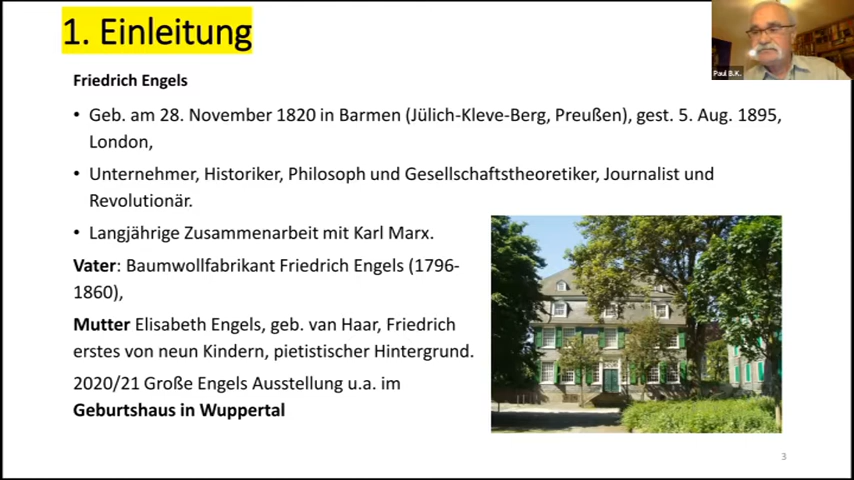 1. Einleitung
Paul B.K.
Friedrich Engels
• Geb. am 28. November 1820 in Barmen (Jülich-Kleve-Berg, Preußen), gest. 5. Aug. 1895,
London,
• Unternehmer, Historiker, Philosoph und Gesellschaftstheoretiker, Journalist und
Revolutionär.
• Langjährige Zusammenarbeit mit Karl Marx.
Vater: Baumwollfabrikant Friedrich Engels (1796-
1860),
Mutter Elisabeth Engels, geb. van Haar, Friedrich
erstes von neun Kindern, pietistischer Hintergrund.
2020/21 Große Engels Ausstellung u.a. im
Geburtshaus in Wuppertal
3